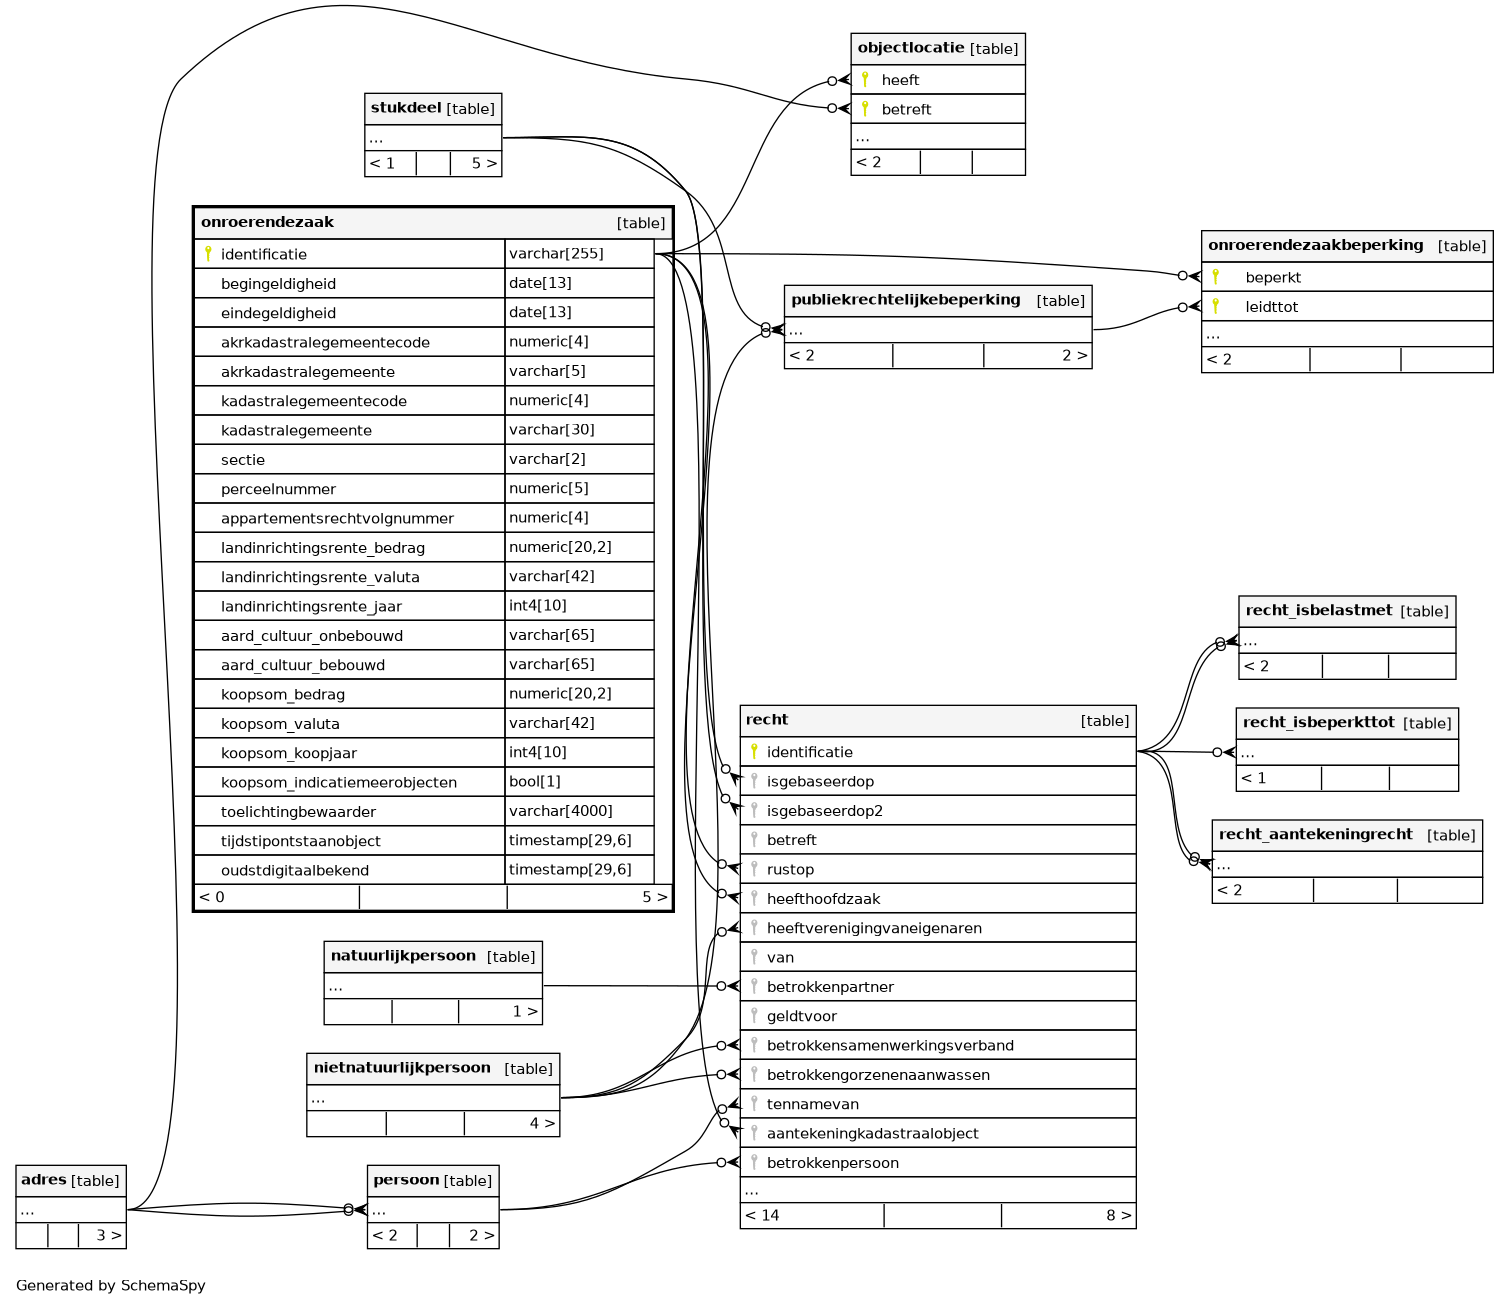 objectlocatie [table]
heeft
betreft
...
< 2
stukdeel [table]
...
< 1 5 >
onroerendezaak [table]
identificatie varchar[255]
begingeldigheid date[13]
eindegeldigheid date[13]
akrkadastralegemeentecode numeric[4]
akrkadastralegemeente varchar[5]
kadastralegemeentecode numeric[4]
kadastralegemeente varchar[30]
sectie varchar[2]
perceelnummer numeric[5]
appartementsrechtvolgnummer numeric[4]
landinrichtingsrente_bedrag numeric[20,2]
landinrichtingsrente_valuta varchar[42]
landinrichtingsrente_jaar int4[10]
aard_cultuur_onbebouwd varchar[65]
aard_cultuur_bebouwd varchar[65]
koopsom_bedrag numeric[20,2]
koopsom_valuta varchar[42]
koopsom_koopjaar int4[10]
koopsom_indicatiemeerobjecten bool[1]
toelichtingbewaarder varchar[4000]
tijdstipontstaanobject timestamp[29,6]
oudstdigitaalbekend timestamp[29,6]
< 0 5 >
onroerendezaakbeperking [table]
beperkt
leidttot
...
< 2
publiekrechtelijkebeperking [table]
...
< 2 2 >
recht_isbelastmet [table]
...
< 2
recht_isbeperkttot [table]
...
< 1
recht_aantekeningrecht [table]
...
< 2
recht [table]
identificatie
isgebaseerdop
isgebaseerdop2
betreft
rustop
heefthoofdzaak
heeftverenigingvaneigenaren
van
betrokkenpartner
geldtvoor
betrokkensamenwerkingsverband
betrokkengorzenenaanwassen
tennamevan
aantekeningkadastraalobject
betrokkenpersoon
...
< 14 8 >
natuurlijkpersoon [table]
...
1 >
nietnatuurlijkpersoon [table]
...
4 >
adres [table]
...
3 >
persoon [table]
...
< 2 2 >
Generated by SchemaSpy